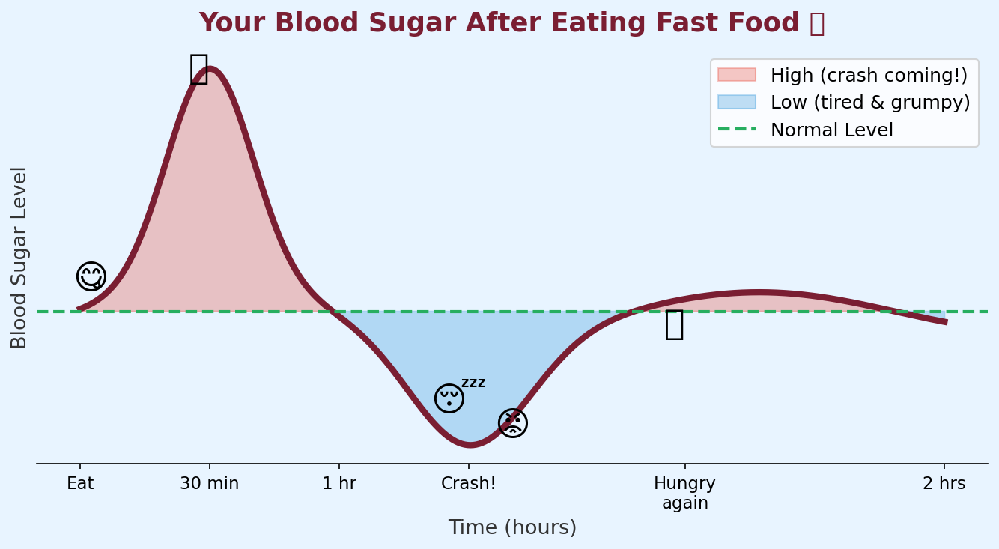 Your Blood Sugar After Eating Fast Food
High (crash coming!)
Low (tired & grumpy)
Normal Level
Blood Sugar Level
zzz
Eat
30 min
1 hr
Crash!
Hungry
again
2 hrs
Time (hours)